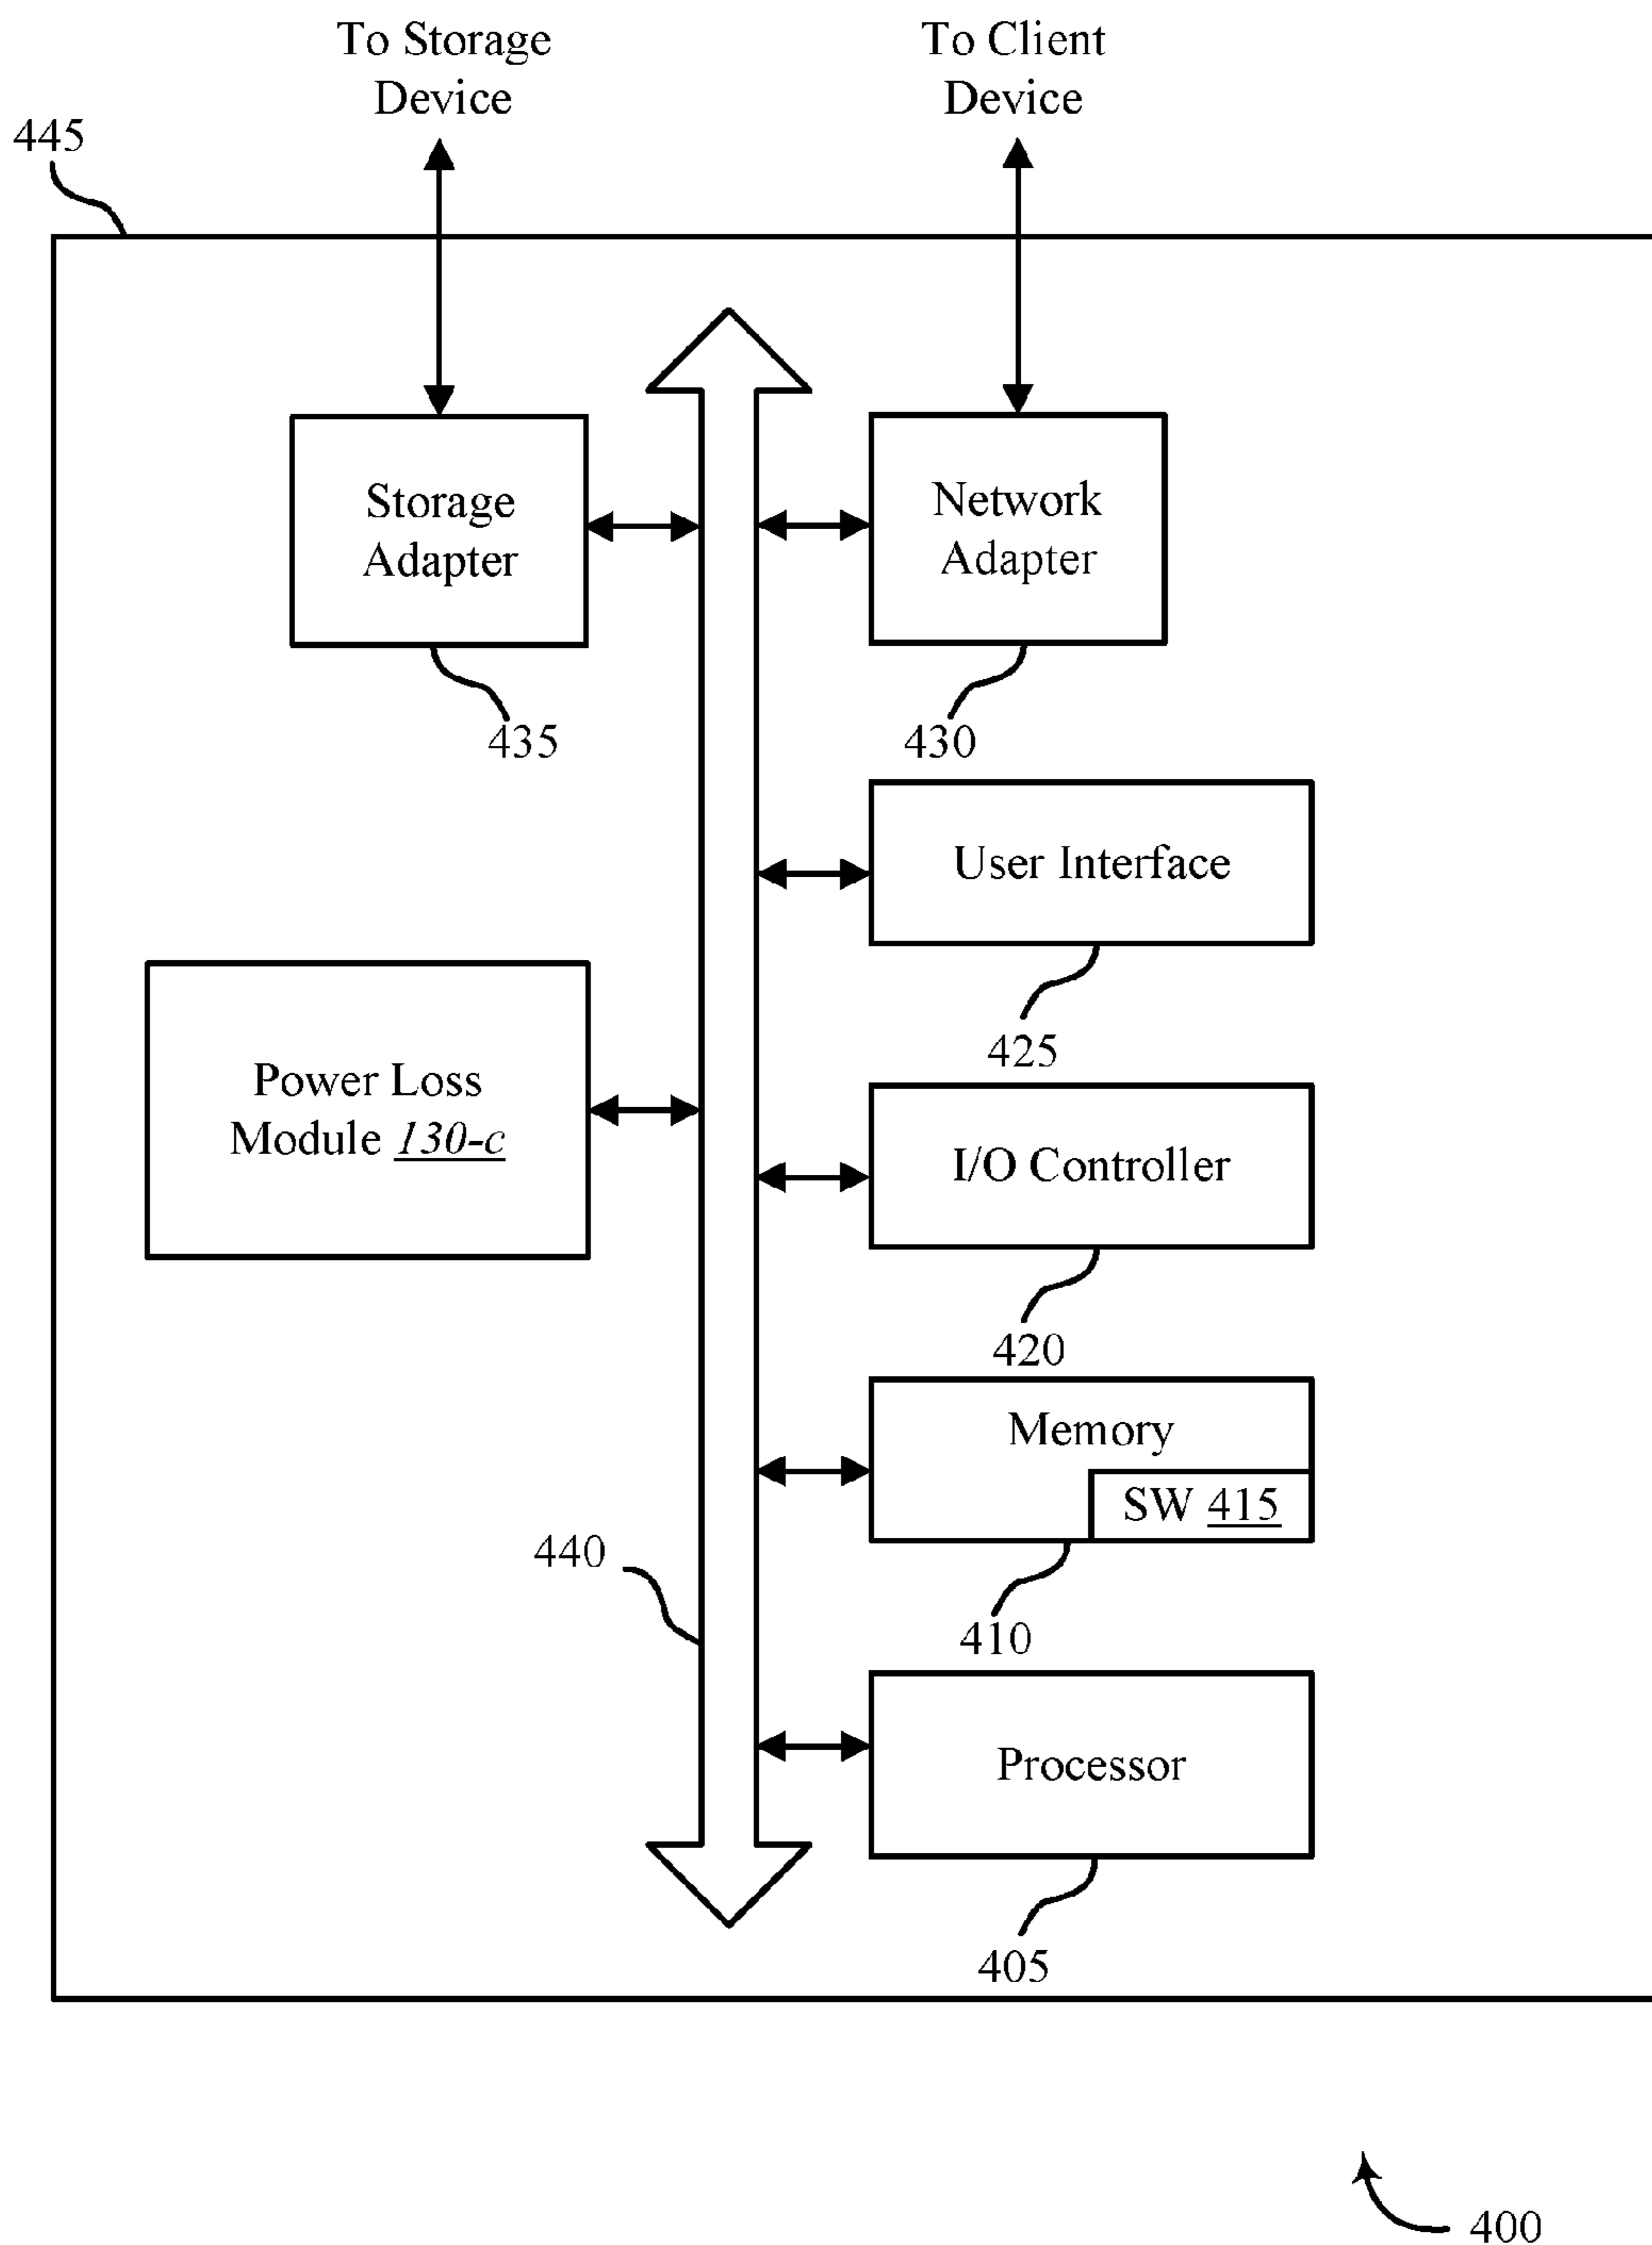 To Storage
Device
To Client
Device
445
Storage
Adapter
Network
Adapter
435
430
User Interface
425
Power Loss
Module 130-c
I/O Controller
420
Memory
SW 415
440
410
Processor
405
400